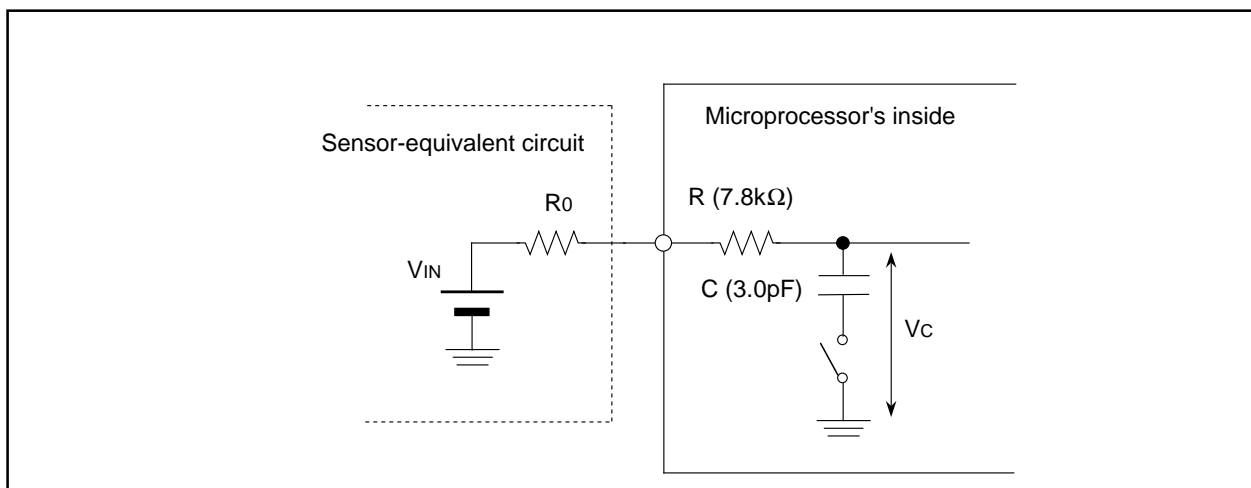 Microprocessor's inside
Sensor-equivalent circuit
R0
R (7.8kΩ)
VIN
C (3.0pF)
VC